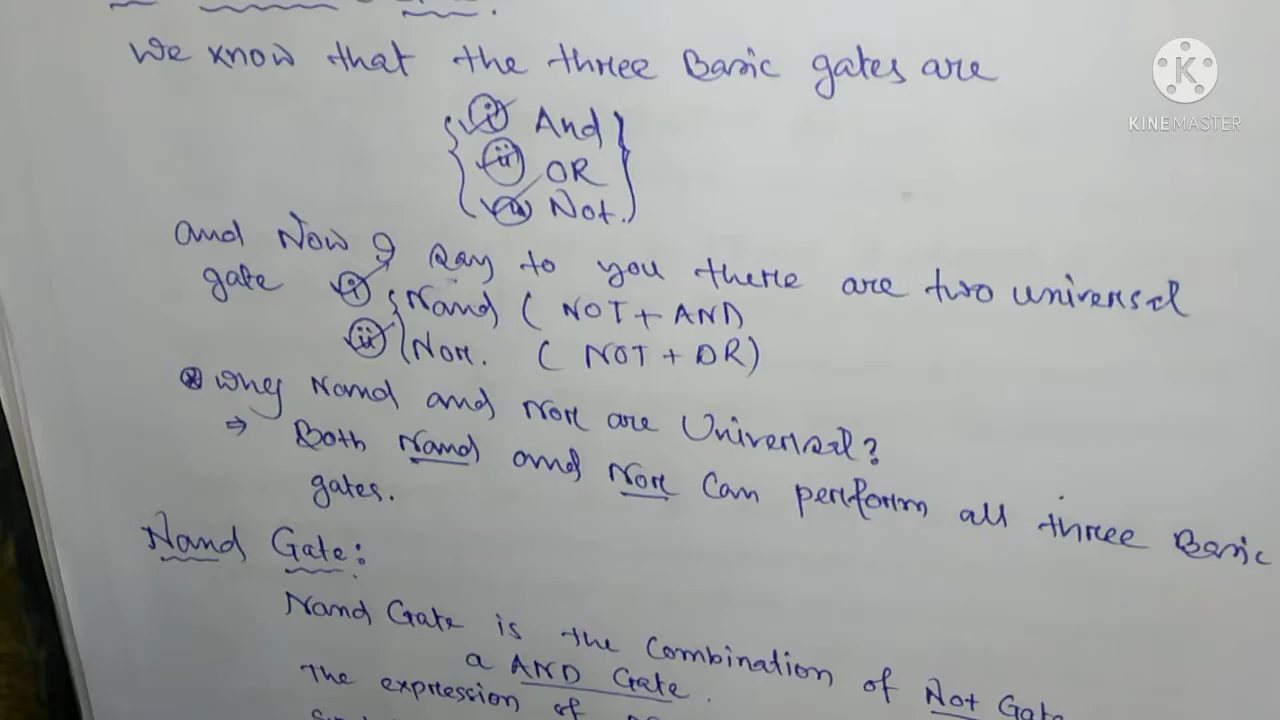 We know that the three Basic gates are
KINEMASTER
i And
ii OR
iii Not.
and Now I say to you there are two universal
gate i Nand ( NOT + AND
ii Nor. ( NOT + OR)
why Nand and Nor are Universal?
⇒ Both Nand and Nor can perform all three Basic
gates.
Nand Gate:
Nand Gate is the combination of Not Gate
a AND Gate.
The expression of